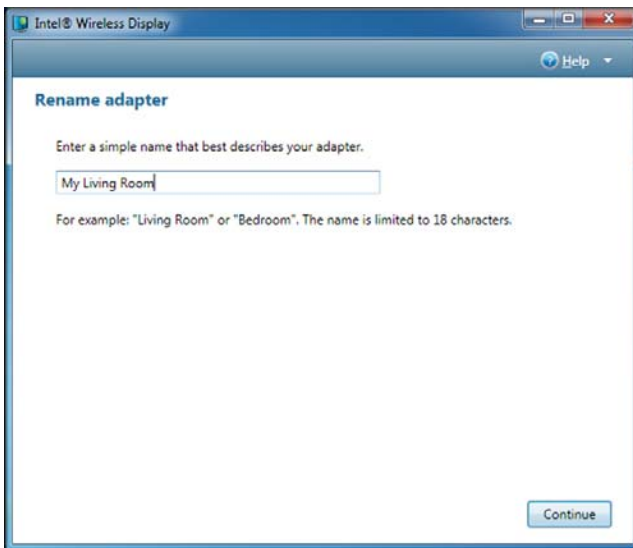 Intel® Wireless Display
Help
Rename adapter
Enter a simple name that best describes your adapter.
My Living Room
For example: "Living Room" or "Bedroom". The name is limited to 18 characters.
Continue